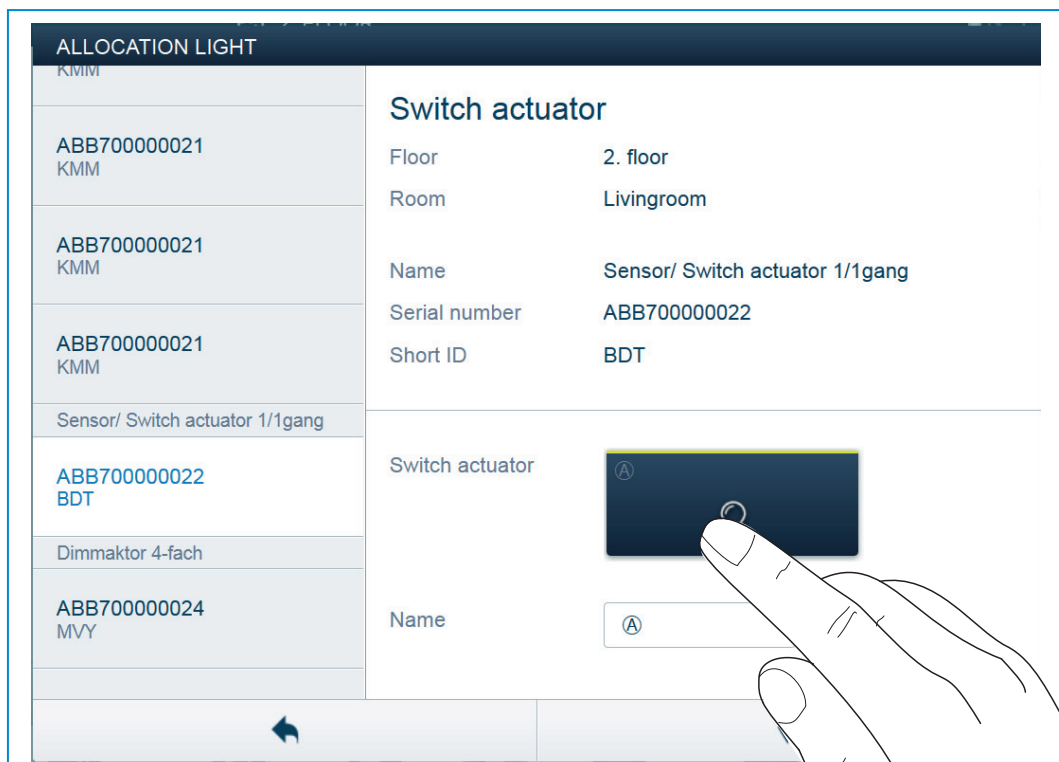 ALLOCATION LIGHT
KMM
ABB700000021
KMM
ABB700000021
KMM
ABB700000021
KMM
Sensor/ Switch actuator 1/1gang
ABB700000022
BDT
Dimmaktor 4-fach
ABB700000024
MVY
Switch actuator
Floor 2. floor
Room Livingroom
Name Sensor/ Switch actuator 1/1gang
Serial number ABB700000022
Short ID BDT
Switch actuator Ⓐ
Name Ⓐ